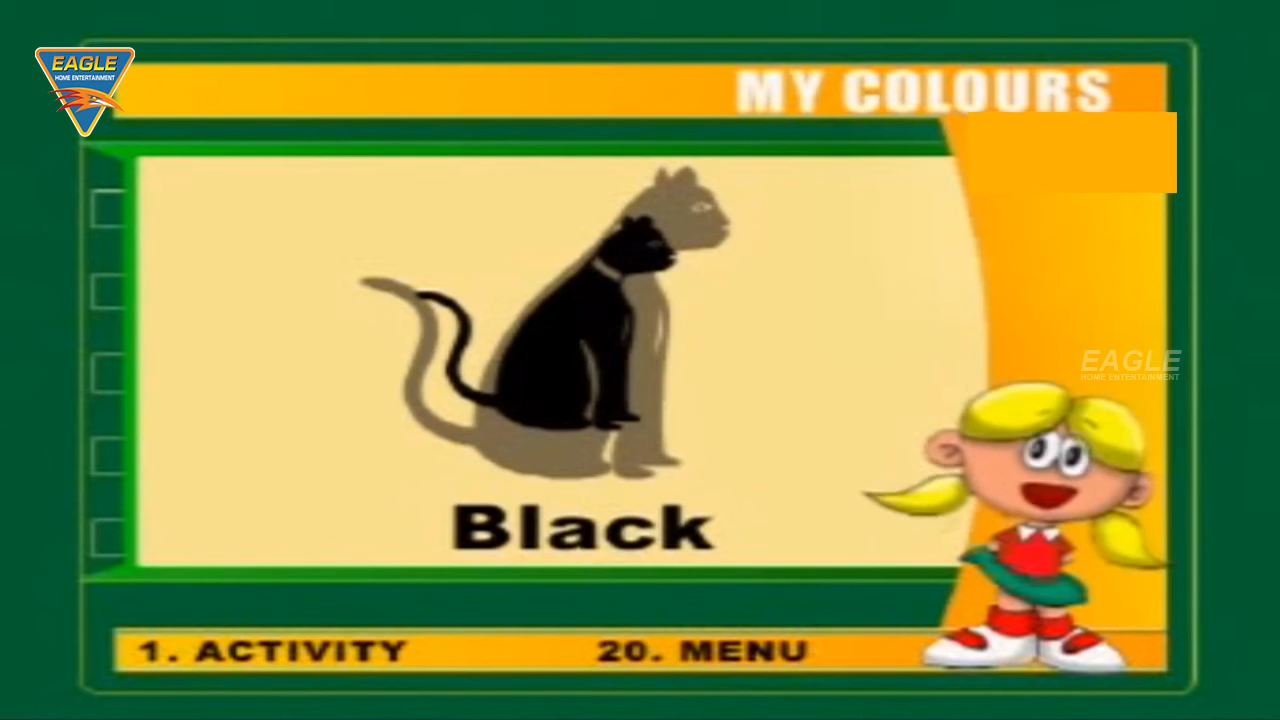 EAGLE
HOME ENTERTAINMENT
MY COLOURS
EAGLE
HOME ENTERTAINMENT
Black
1. ACTIVITY
20. MENU